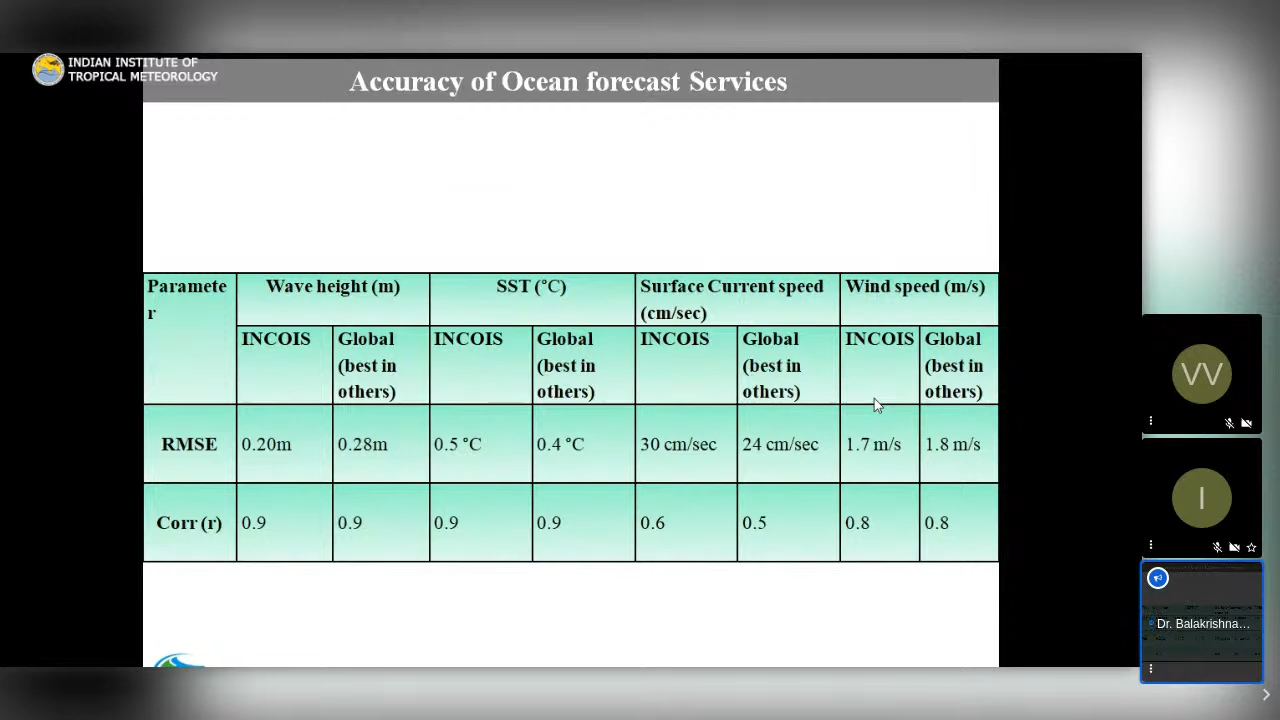 INDIAN INSTITUTE OF
TROPICAL METEOROLOGY
Accuracy of Ocean forecast Services
Paramete
r
Wave height (m)
SST (°C)
Surface Current speed
(cm/sec)
Wind speed (m/s)
INCOIS
Global
(best in
others)
INCOIS
Global
(best in
others)
INCOIS
Global
(best in
others)
INCOIS
Global
(best in
others)
RMSE
0.20m
0.28m
0.5 °C
0.4 °C
30 cm/sec
24 cm/sec
1.7 m/s
1.8 m/s
Corr (r)
0.9
0.9
0.9
0.9
0.6
0.5
0.8
0.8
VV
I
Dr. Balakrishna...